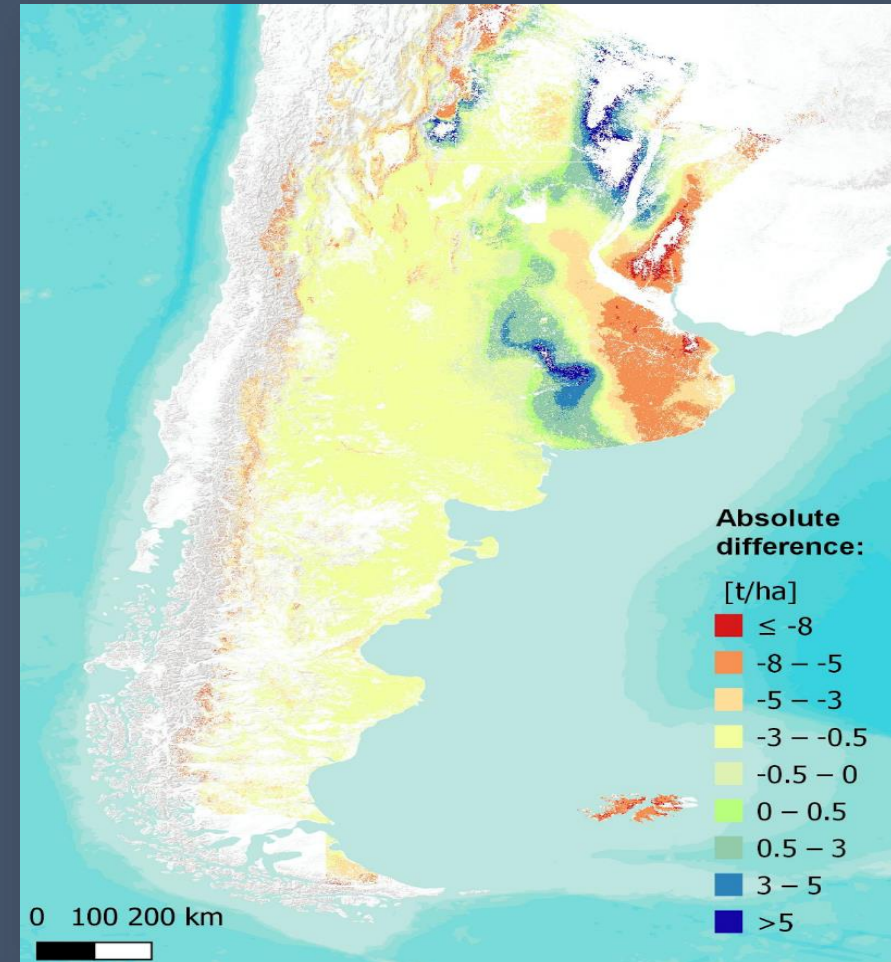 Absolute
difference:
[t/ha]
≤ -8
-8 – -5
-5 – -3
-3 – -0.5
-0.5 – 0
0 – 0.5
0.5 – 3
3 – 5
>5
0 100 200 km